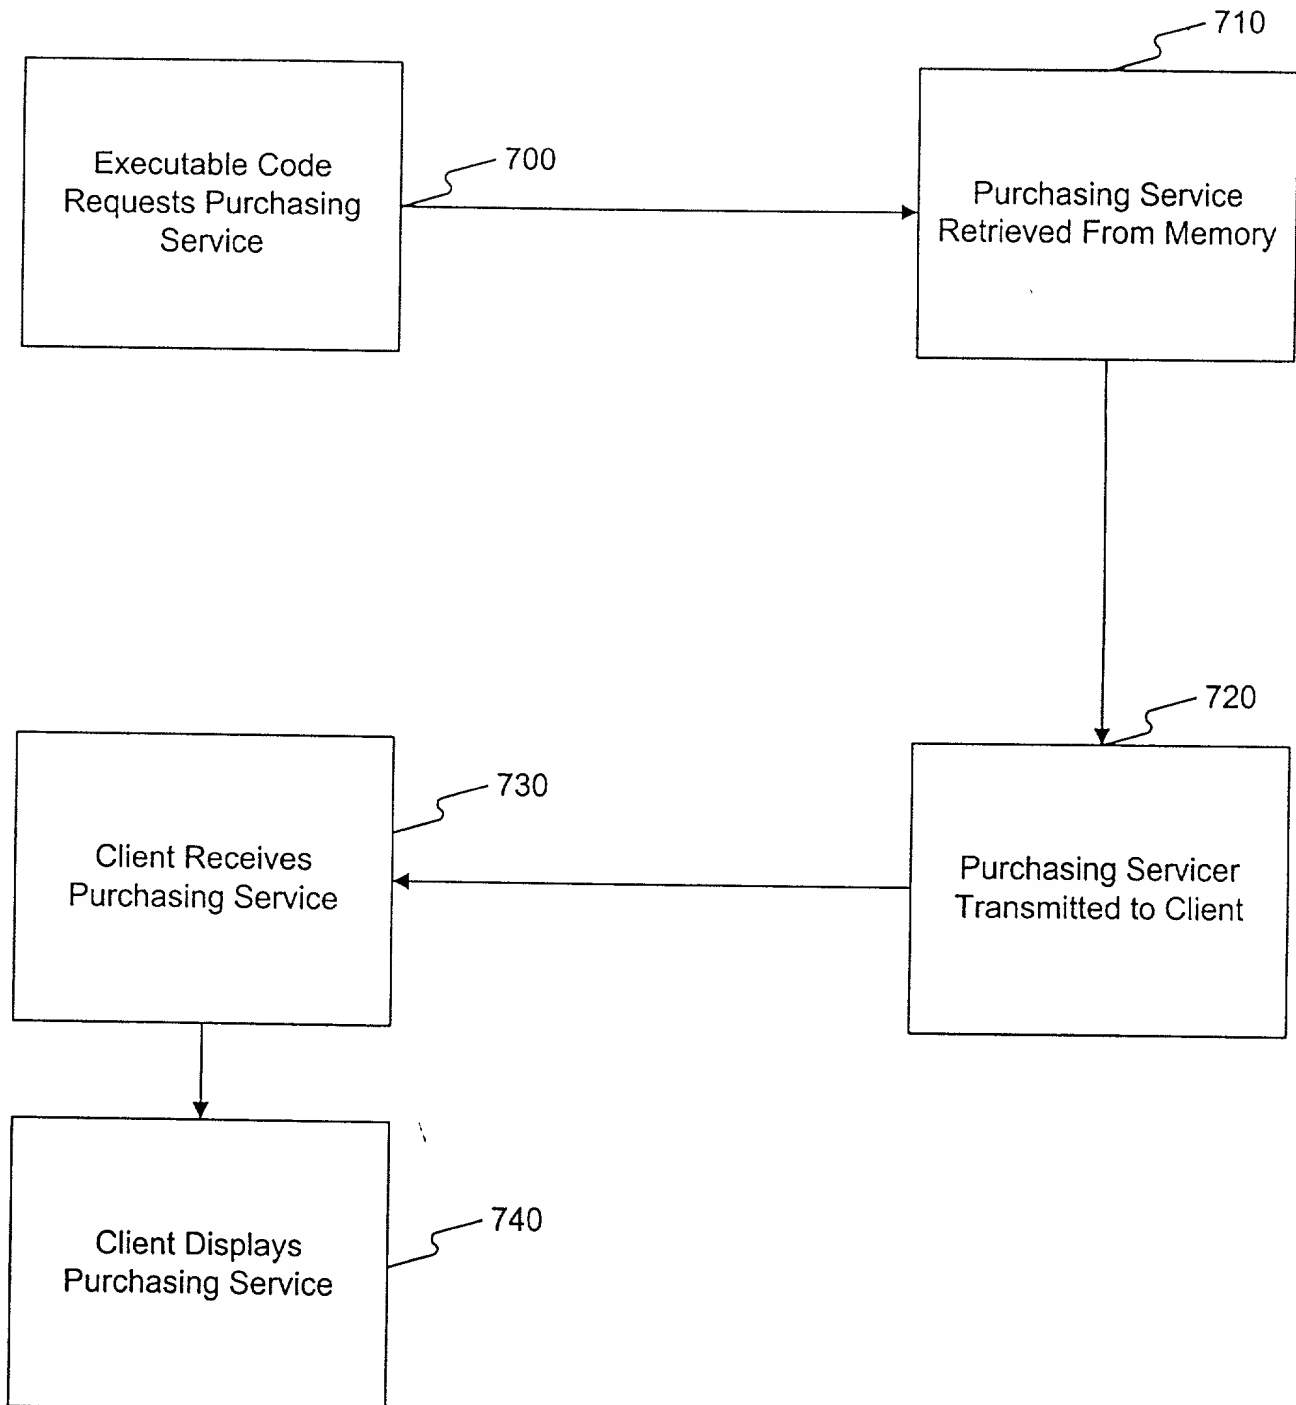 710
Executable Code
Requests Purchasing
Service
700
Purchasing Service
Retrieved From Memory
720
730
Client Receives
Purchasing Service
Purchasing Servicer
Transmitted to Client
740
Client Displays
Purchasing Service